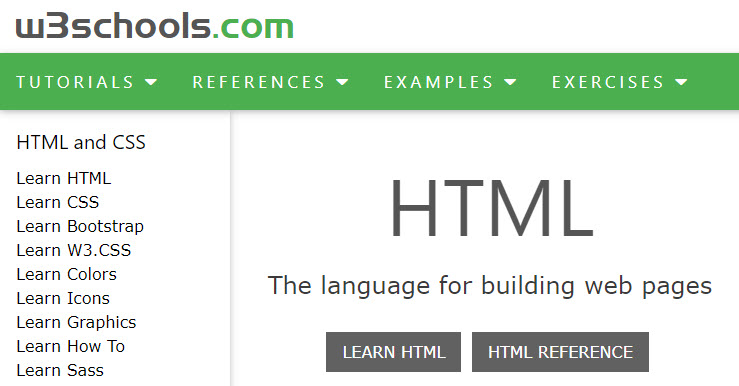 w3schools.com
TUTORIALS REFERENCES EXAMPLES EXERCISES
HTML and CSS
Learn HTML
Learn CSS
Learn Bootstrap
Learn W3.CSS
Learn Colors
Learn Icons
Learn Graphics
Learn How To
Learn Sass
HTML
The language for building web pages
LEARN HTML HTML REFERENCE